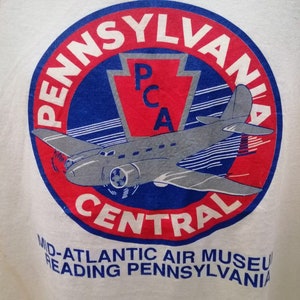 PENNSYLVANIA
PCA
CENTRAL
MID-ATLANTIC AIR MUSEUM
READING PENNSYLVANIA